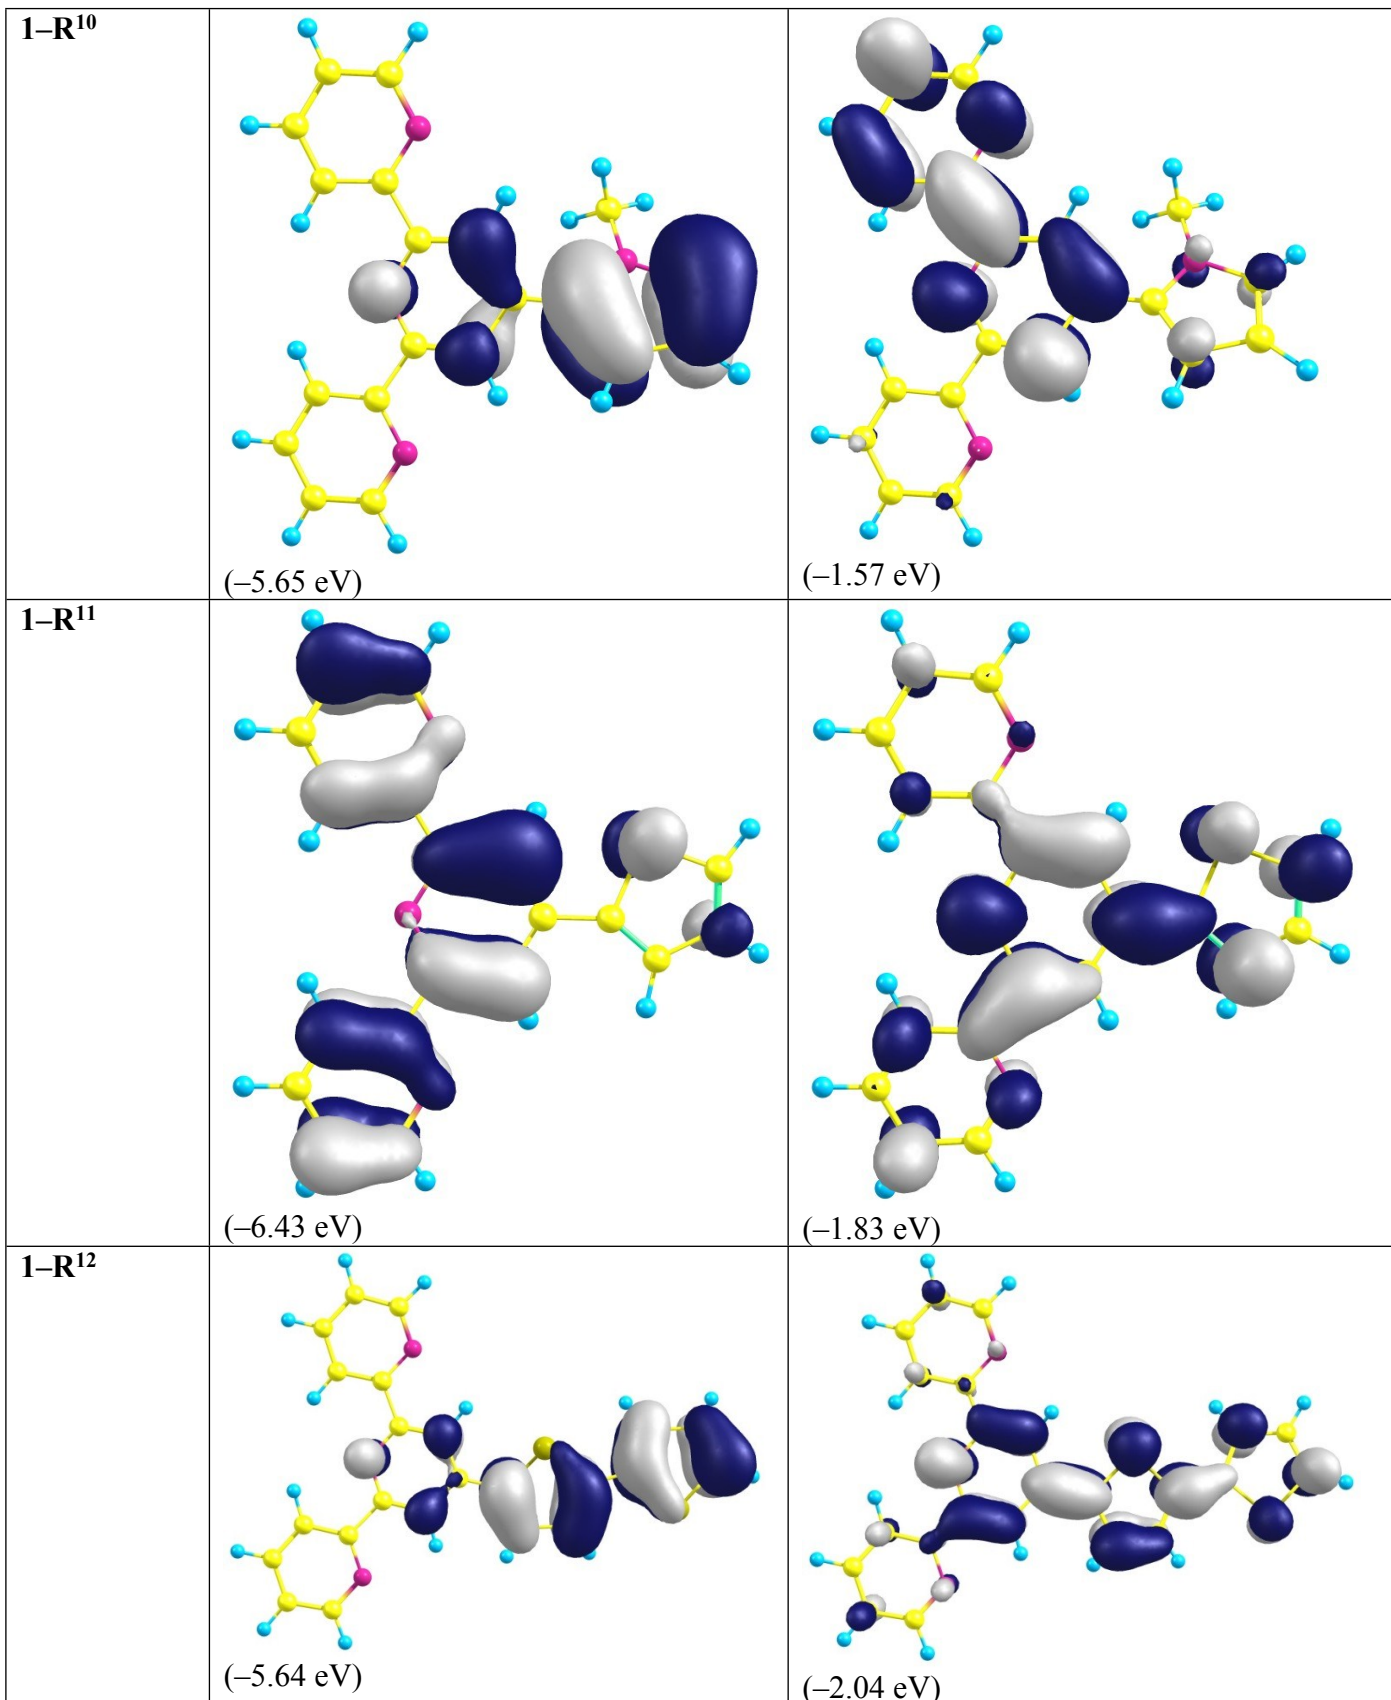 1–R¹⁰
(–5.65 eV)
(–1.57 eV)
1–R¹¹
(–6.43 eV)
(–1.83 eV)
1–R¹²
(–5.64 eV)
(–2.04 eV)